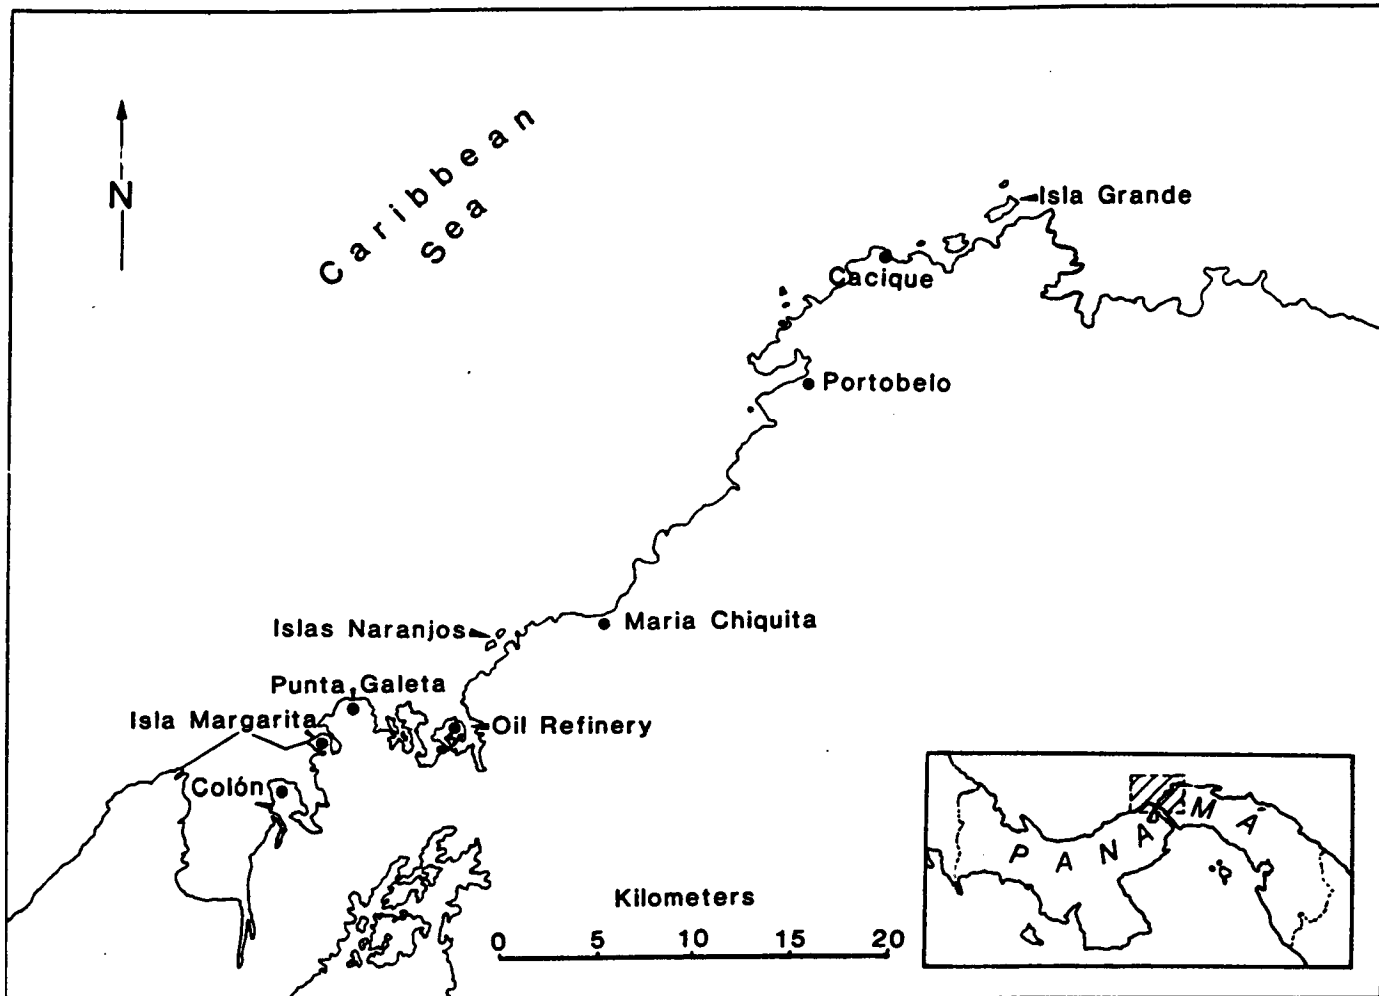 N
Caribbean
Sea
Isla Grande
Cacique
Portobelo
Islas Naranjos
Maria Chiquita
Punta Galeta
Isla Margarita
Oil Refinery
Colón
Kilometers
0 5 10 15 20
PANAMA